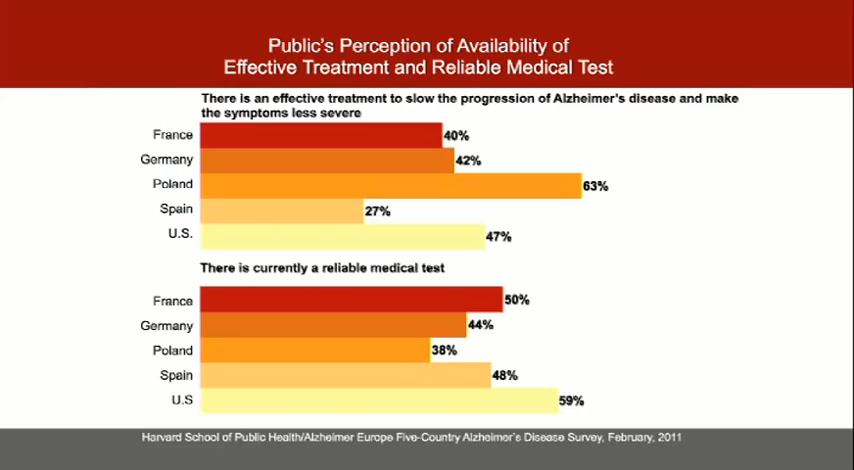 Public's Perception of Availability of
Effective Treatment and Reliable Medical Test
There is an effective treatment to slow the progression of Alzheimer's disease and make
the symptoms less severe
France 40%
Germany 42%
Poland 63%
Spain 27%
U.S. 47%
There is currently a reliable medical test
France 50%
Germany 44%
Poland 38%
Spain 48%
U.S 59%
Harvard School of Public Health/Alzheimer Europe Five-Country Alzheimer's Disease Survey, February, 2011